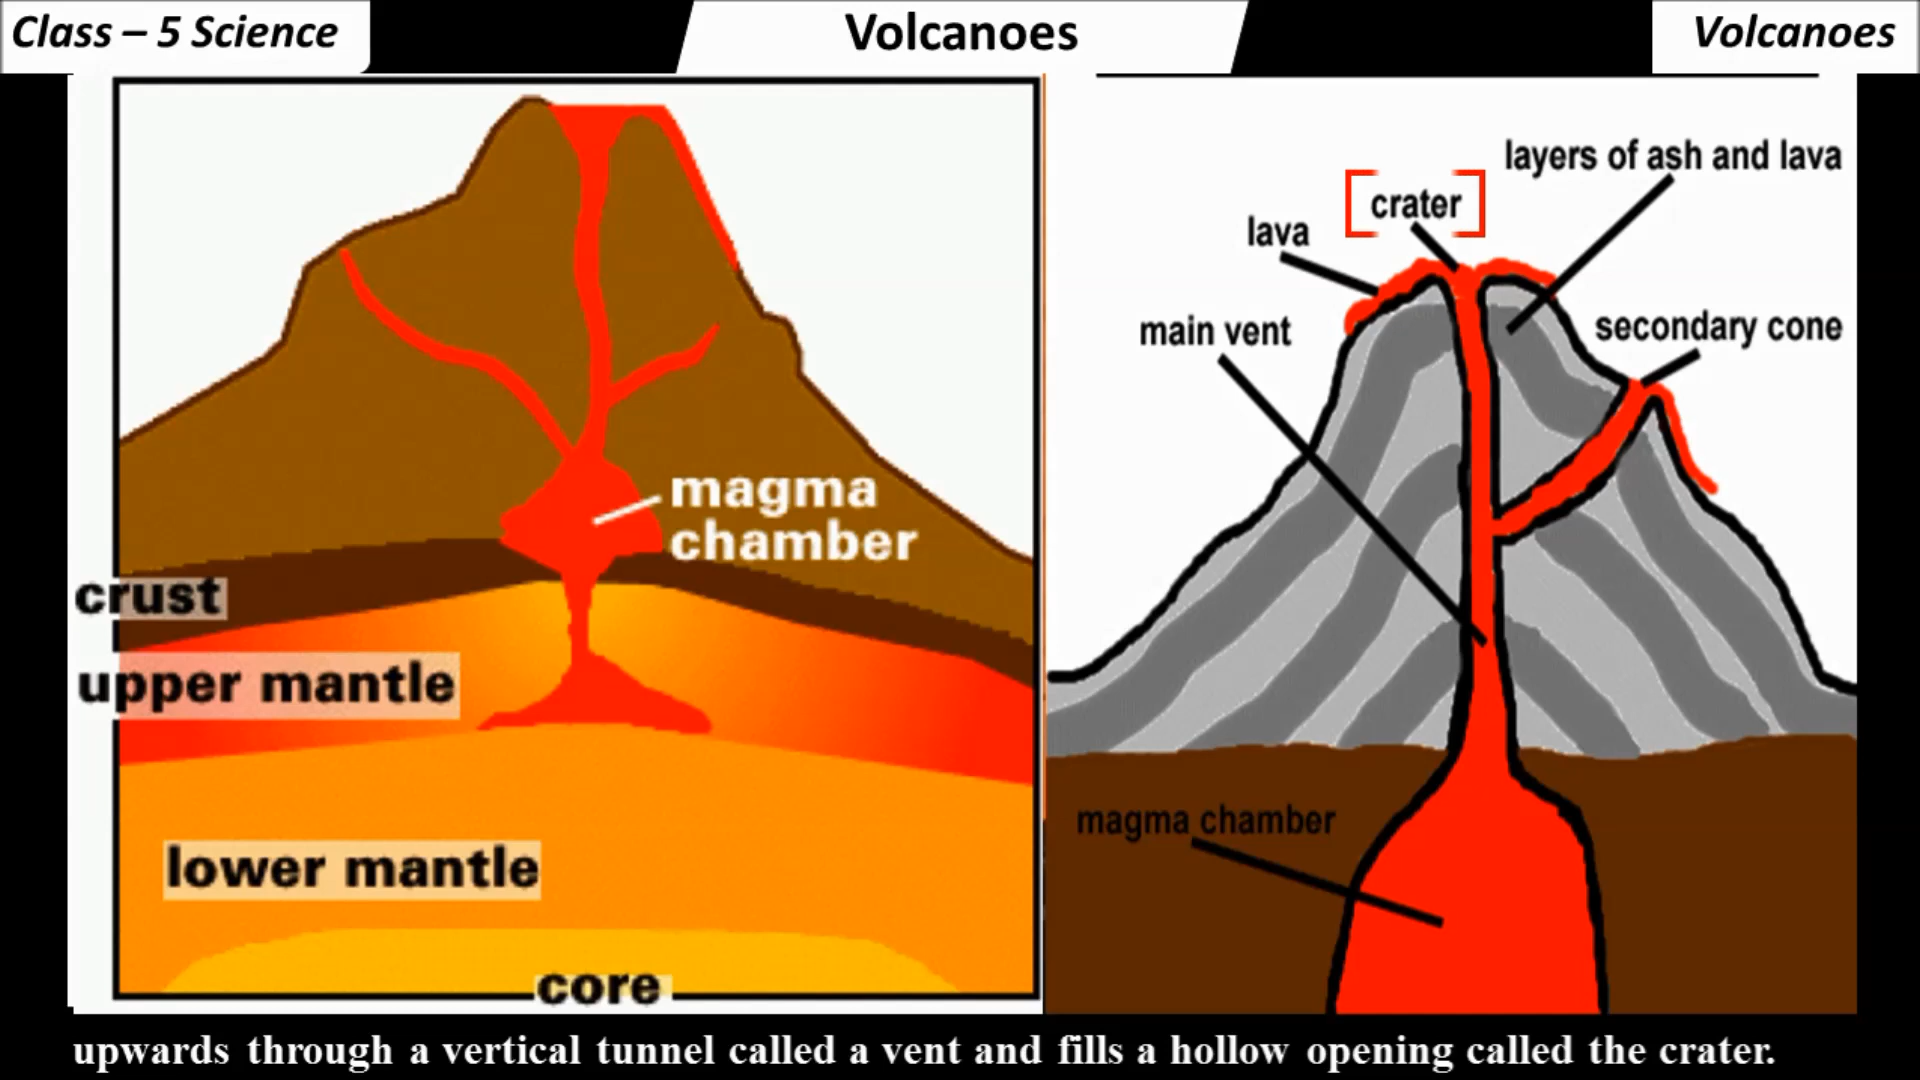 Class – 5 Science
Volcanoes
Volcanoes
magma
chamber
crust
upper mantle
lower mantle
core
layers of ash and lava
crater
lava
main vent
secondary cone
magma chamber
upwards through a vertical tunnel called a vent and fills a hollow opening called the crater.